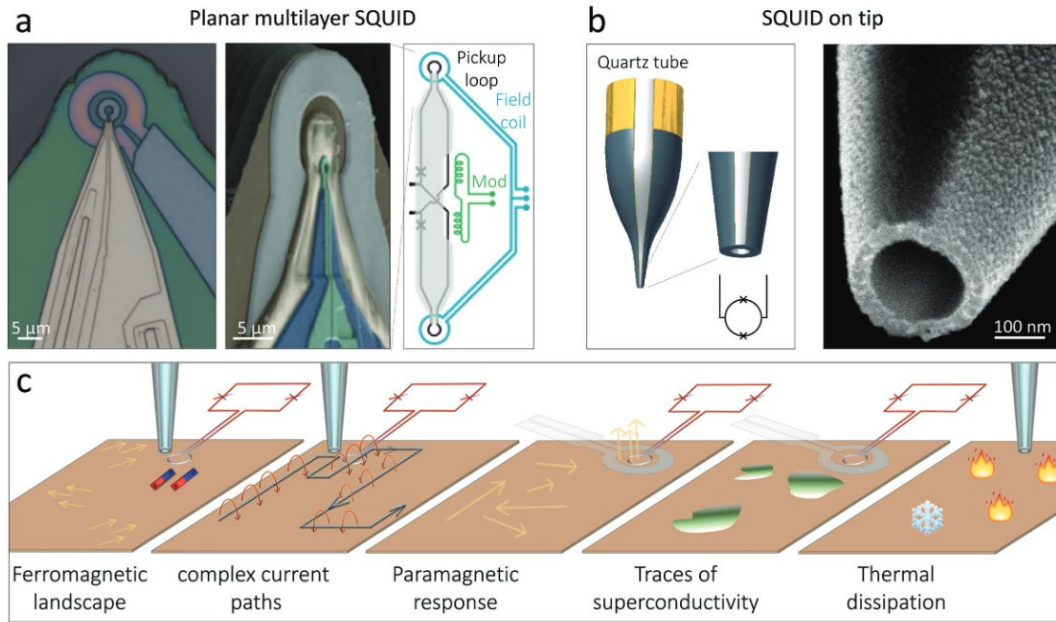 a
Planar multilayer SQUID
5 μm
5 μm
Pickup
loop
Field
coil
Mod
b
SQUID on tip
Quartz tube
100 nm
c
Ferromagnetic
landscape
complex current
paths
Paramagnetic
response
Traces of
superconductivity
Thermal
dissipation